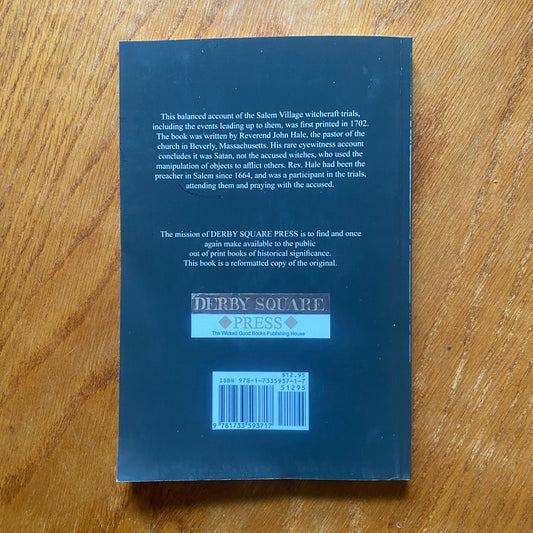 This balanced account of the Salem Village witchcraft trials,
including the events leading up to them, was first printed in 1702.
The book was written by Reverend John Hale, the pastor of the
church in Beverly, Massachusetts. His rare eyewitness account
concludes it was Satan, not the accused witches, who used the
manipulation of objects to afflict others. Rev. Hale had been the
preacher in Salem since 1664, and was a participant in the trials,
attending them and praying with the accused.
The mission of DERBY SQUARE PRESS is to find and once
again make available to the public
out of print books of historical significance.
This book is a reformatted copy of the original.
DERBY SQUARE
PRESS
The Wicked Good Books Publishing House
$12.95
ISBN 978-1-7335937-1-7
51295
9 781733 593717